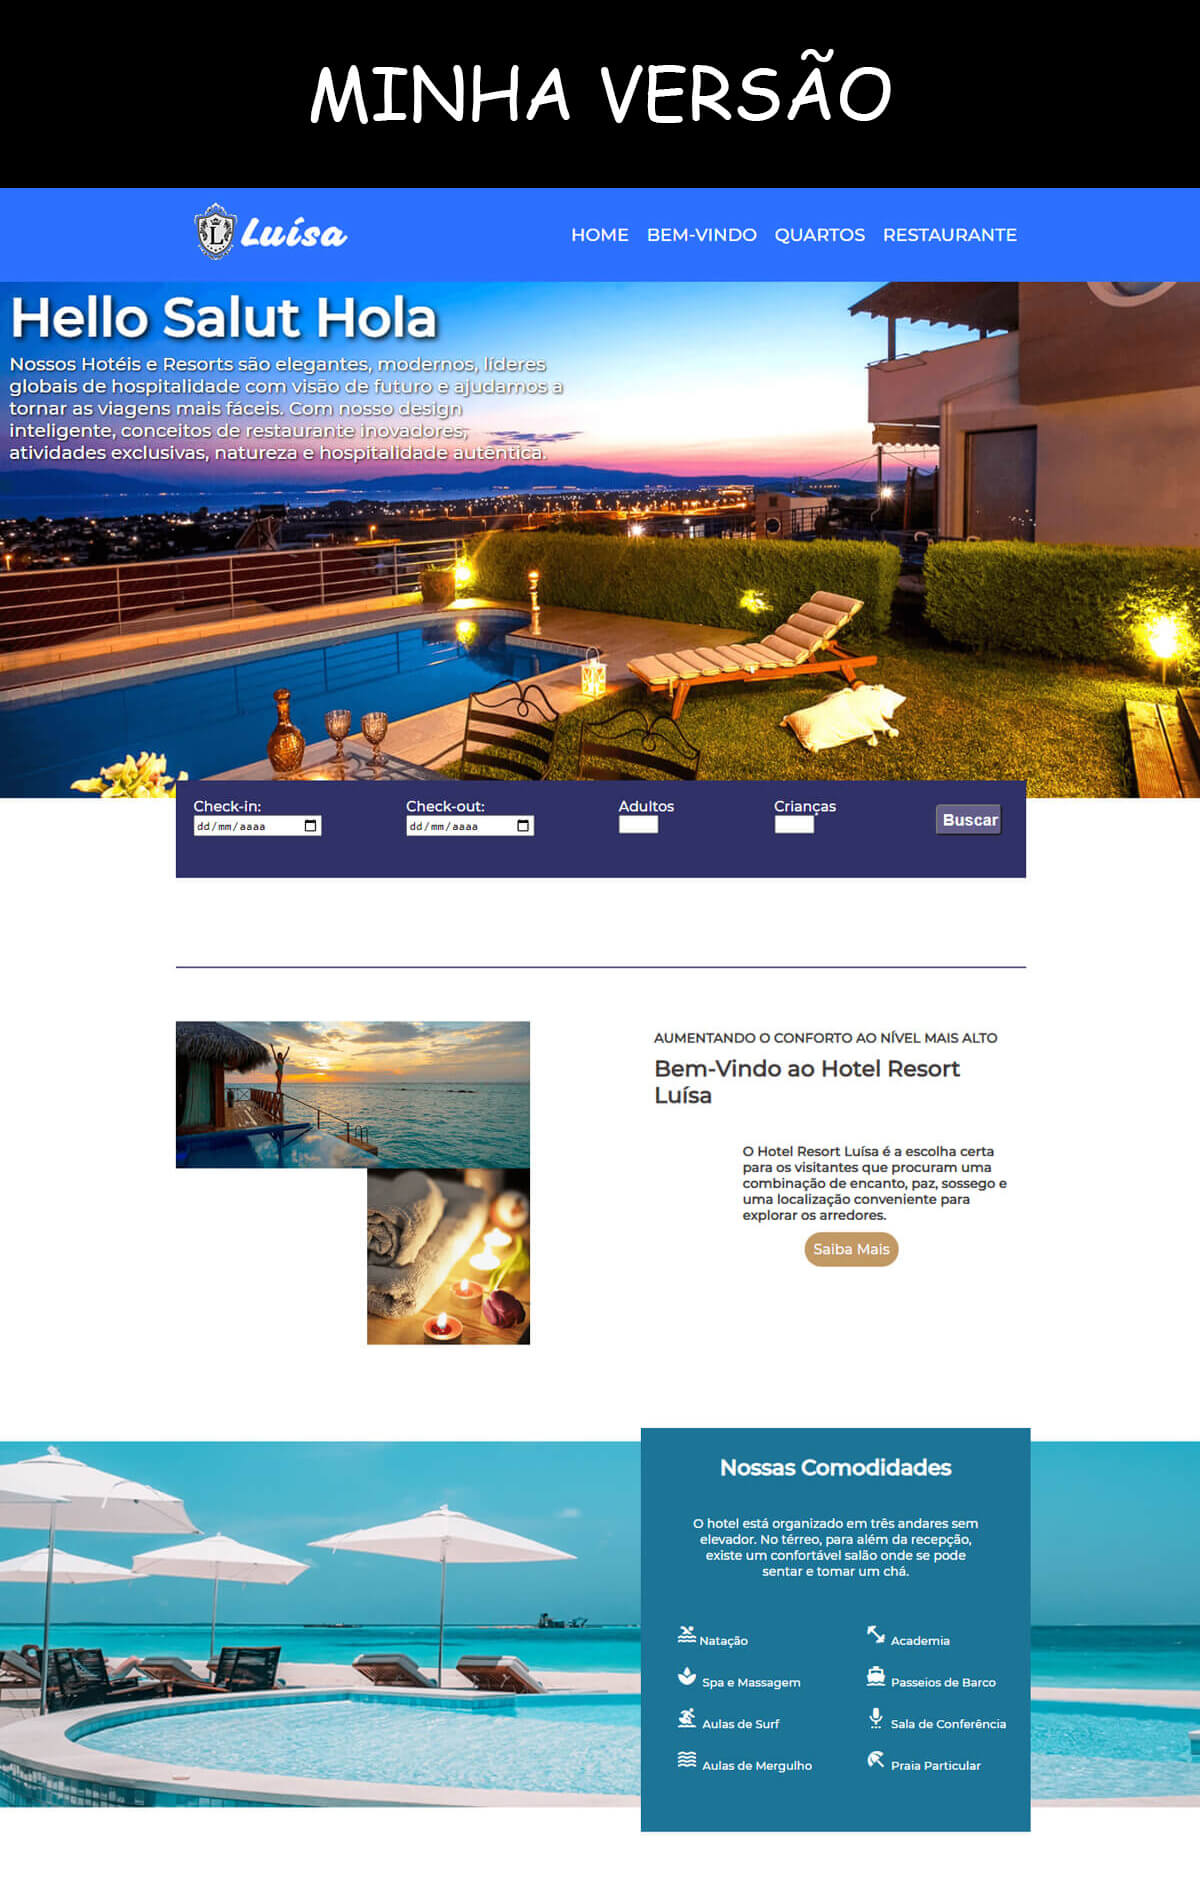 MINHA VERSÃO
L Luísa
HOME BEM-VINDO QUARTOS RESTAURANTE
Hello Salut Hola
Nossos Hotéis e Resorts são elegantes, modernos, líderes
globais de hospitalidade com visão de futuro e ajudamos a
tornar as viagens mais fáceis. Com nosso design
inteligente, conceitos de restaurante inovadores,
atividades exclusivas, natureza e hospitalidade autêntica.
Check-in: Check-out: Adultos Crianças
dd/mm/aaaa dd/mm/aaaa Buscar
AUMENTANDO O CONFORTO AO NÍVEL MAIS ALTO
Bem-Vindo ao Hotel Resort
Luísa
O Hotel Resort Luísa é a escolha certa
para os visitantes que procuram uma
combinação de encanto, paz, sossego e
uma localização conveniente para
explorar os arredores.
Saiba Mais
Nossas Comodidades
O hotel está organizado em três andares sem
elevador. No térreo, para além da recepção,
existe um confortável salão onde se pode
sentar e tomar um chá.
Natação Academia
Spa e Massagem Passeios de Barco
Aulas de Surf Sala de Conferência
Aulas de Mergulho Praia Particular